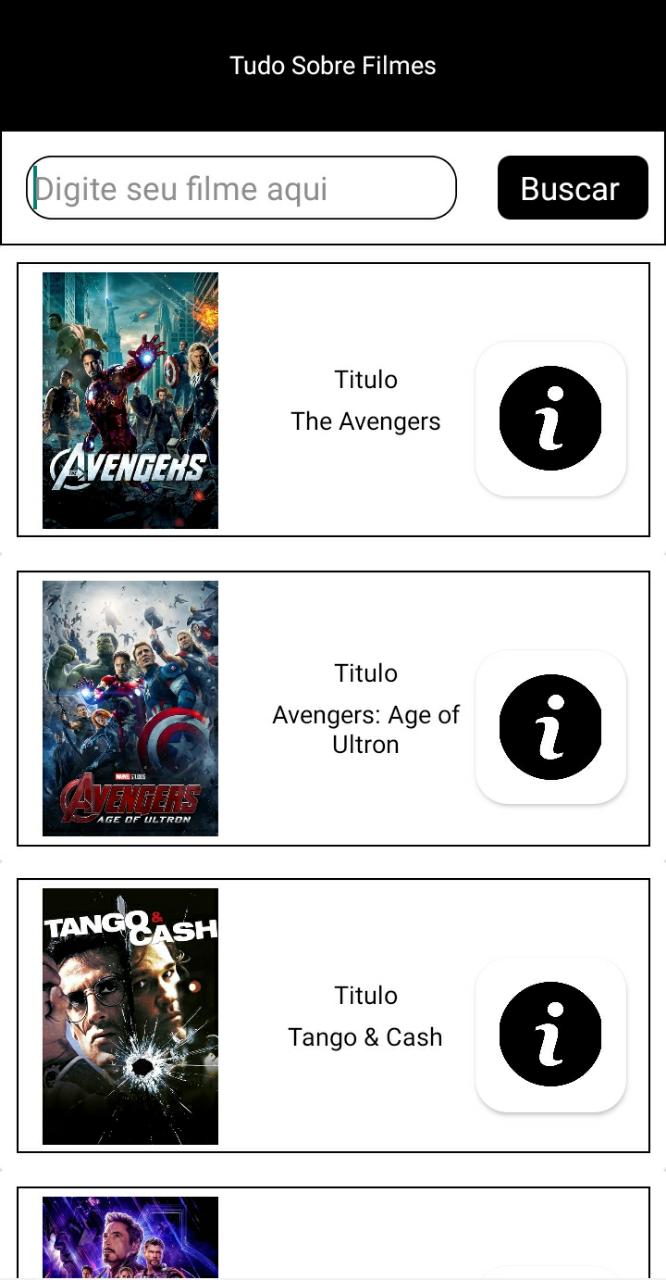 Tudo Sobre Filmes
Digite seu filme aqui
Buscar
AVENGERS
Titulo
The Avengers
i
MARVEL STUDIOS
AVENGERS
AGE OF ULTRON
Titulo
Avengers: Age of
Ultron
i
TANGO &
CASH
Titulo
Tango & Cash
i